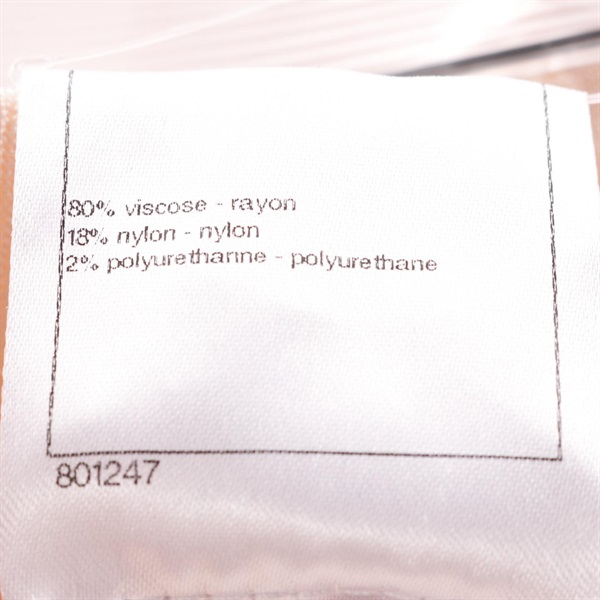 80% viscose - rayon
18% nylon - nylon
2% polyurethanne - polyurethane
801247